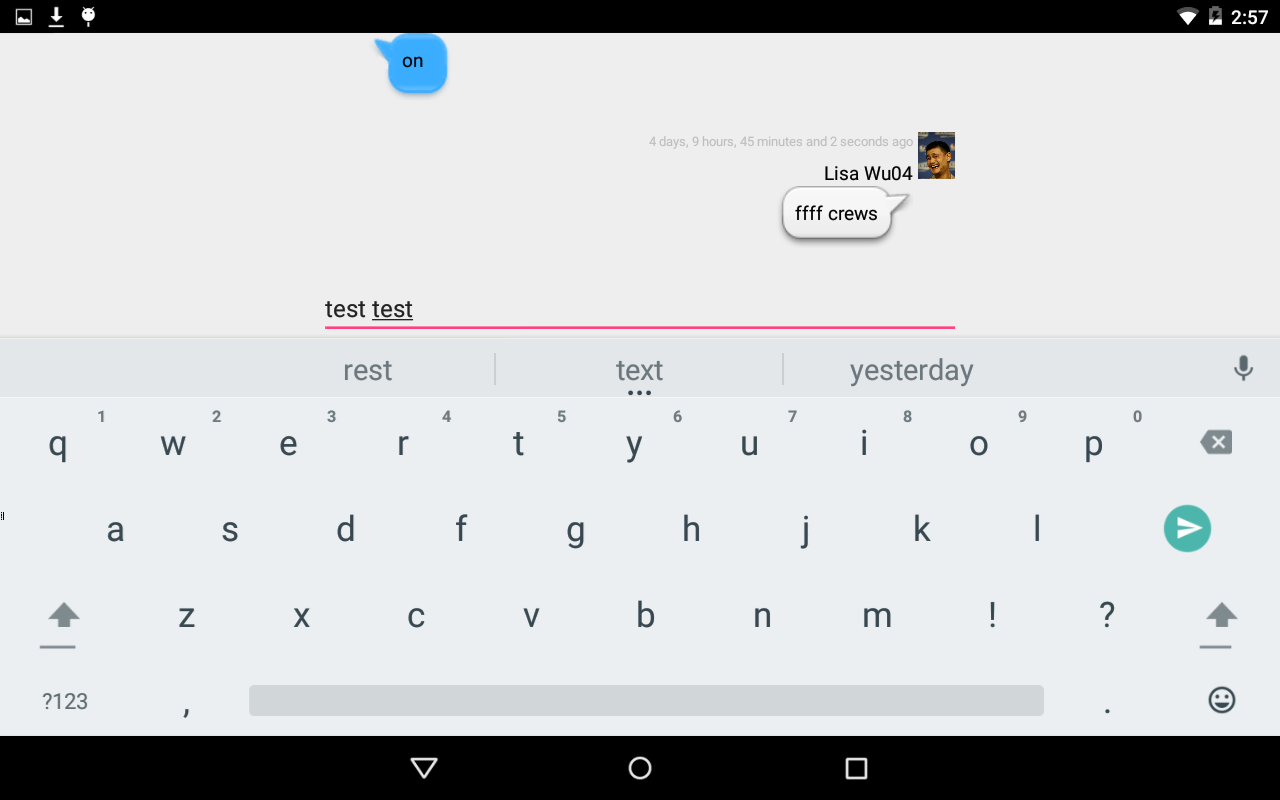 2:57
on
4 days, 9 hours, 45 minutes and 2 seconds ago
Lisa Wu04
ffff crews
test test
rest text yesterday
1 2 3 4 5 6 7 8 9 0
q w e r t y u i o p
a s d f g h j k l
z x c v b n m ! ?
?123 , .